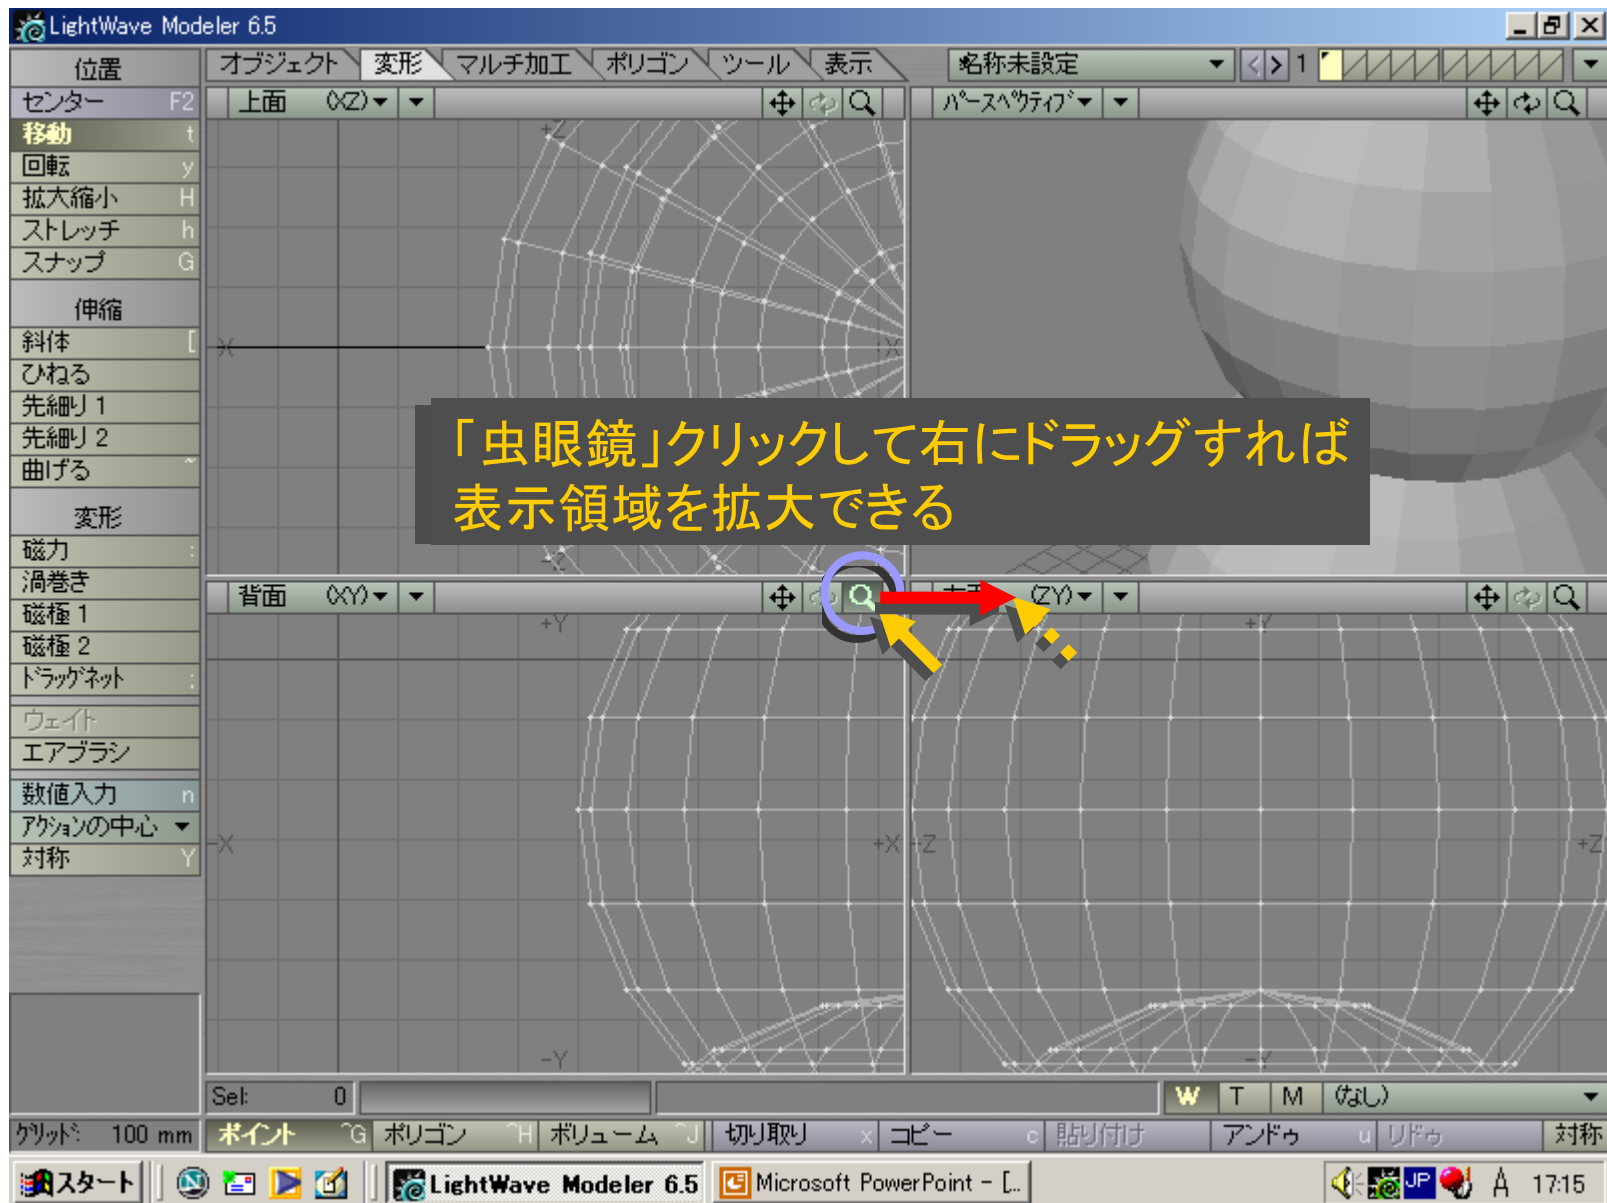 LightWave Modeler 6.5
位置
オブジェクト 変形 マルチ加工 ポリゴン ツール 表示
名称未設定
1
センター F2
移動 t
回転 y
拡大縮小 H
ストレッチ h
スナップ G
伸縮
斜体 [
ひねる
先細り 1
先細り 2
曲げる ~
変形
磁力 :
渦巻き
磁極 1
磁極 2
ドラッグネット ;
ウェイト
エアブラシ
数値入力 n
アクションの中心
対称 Y
上面 (XZ)
パースペクティブ
+Z
-X
+X
-Z
「虫眼鏡」クリックして右にドラッグすれば
表示領域を拡大できる
背面 (XY)
(ZY)
+Y
+Y
-X
+X
-Z
+Z
-Y
-Y
Sel: 0
W T M (なし)
グリッド: 100 mm
ポイント ^G ポリゴン ^H ボリューム ^J 切り取り x コピー c 貼り付け アンドゥ u リドゥ 対称
スタート
LightWave Modeler 6.5
Microsoft PowerPoint - [...
JP
A
17:15